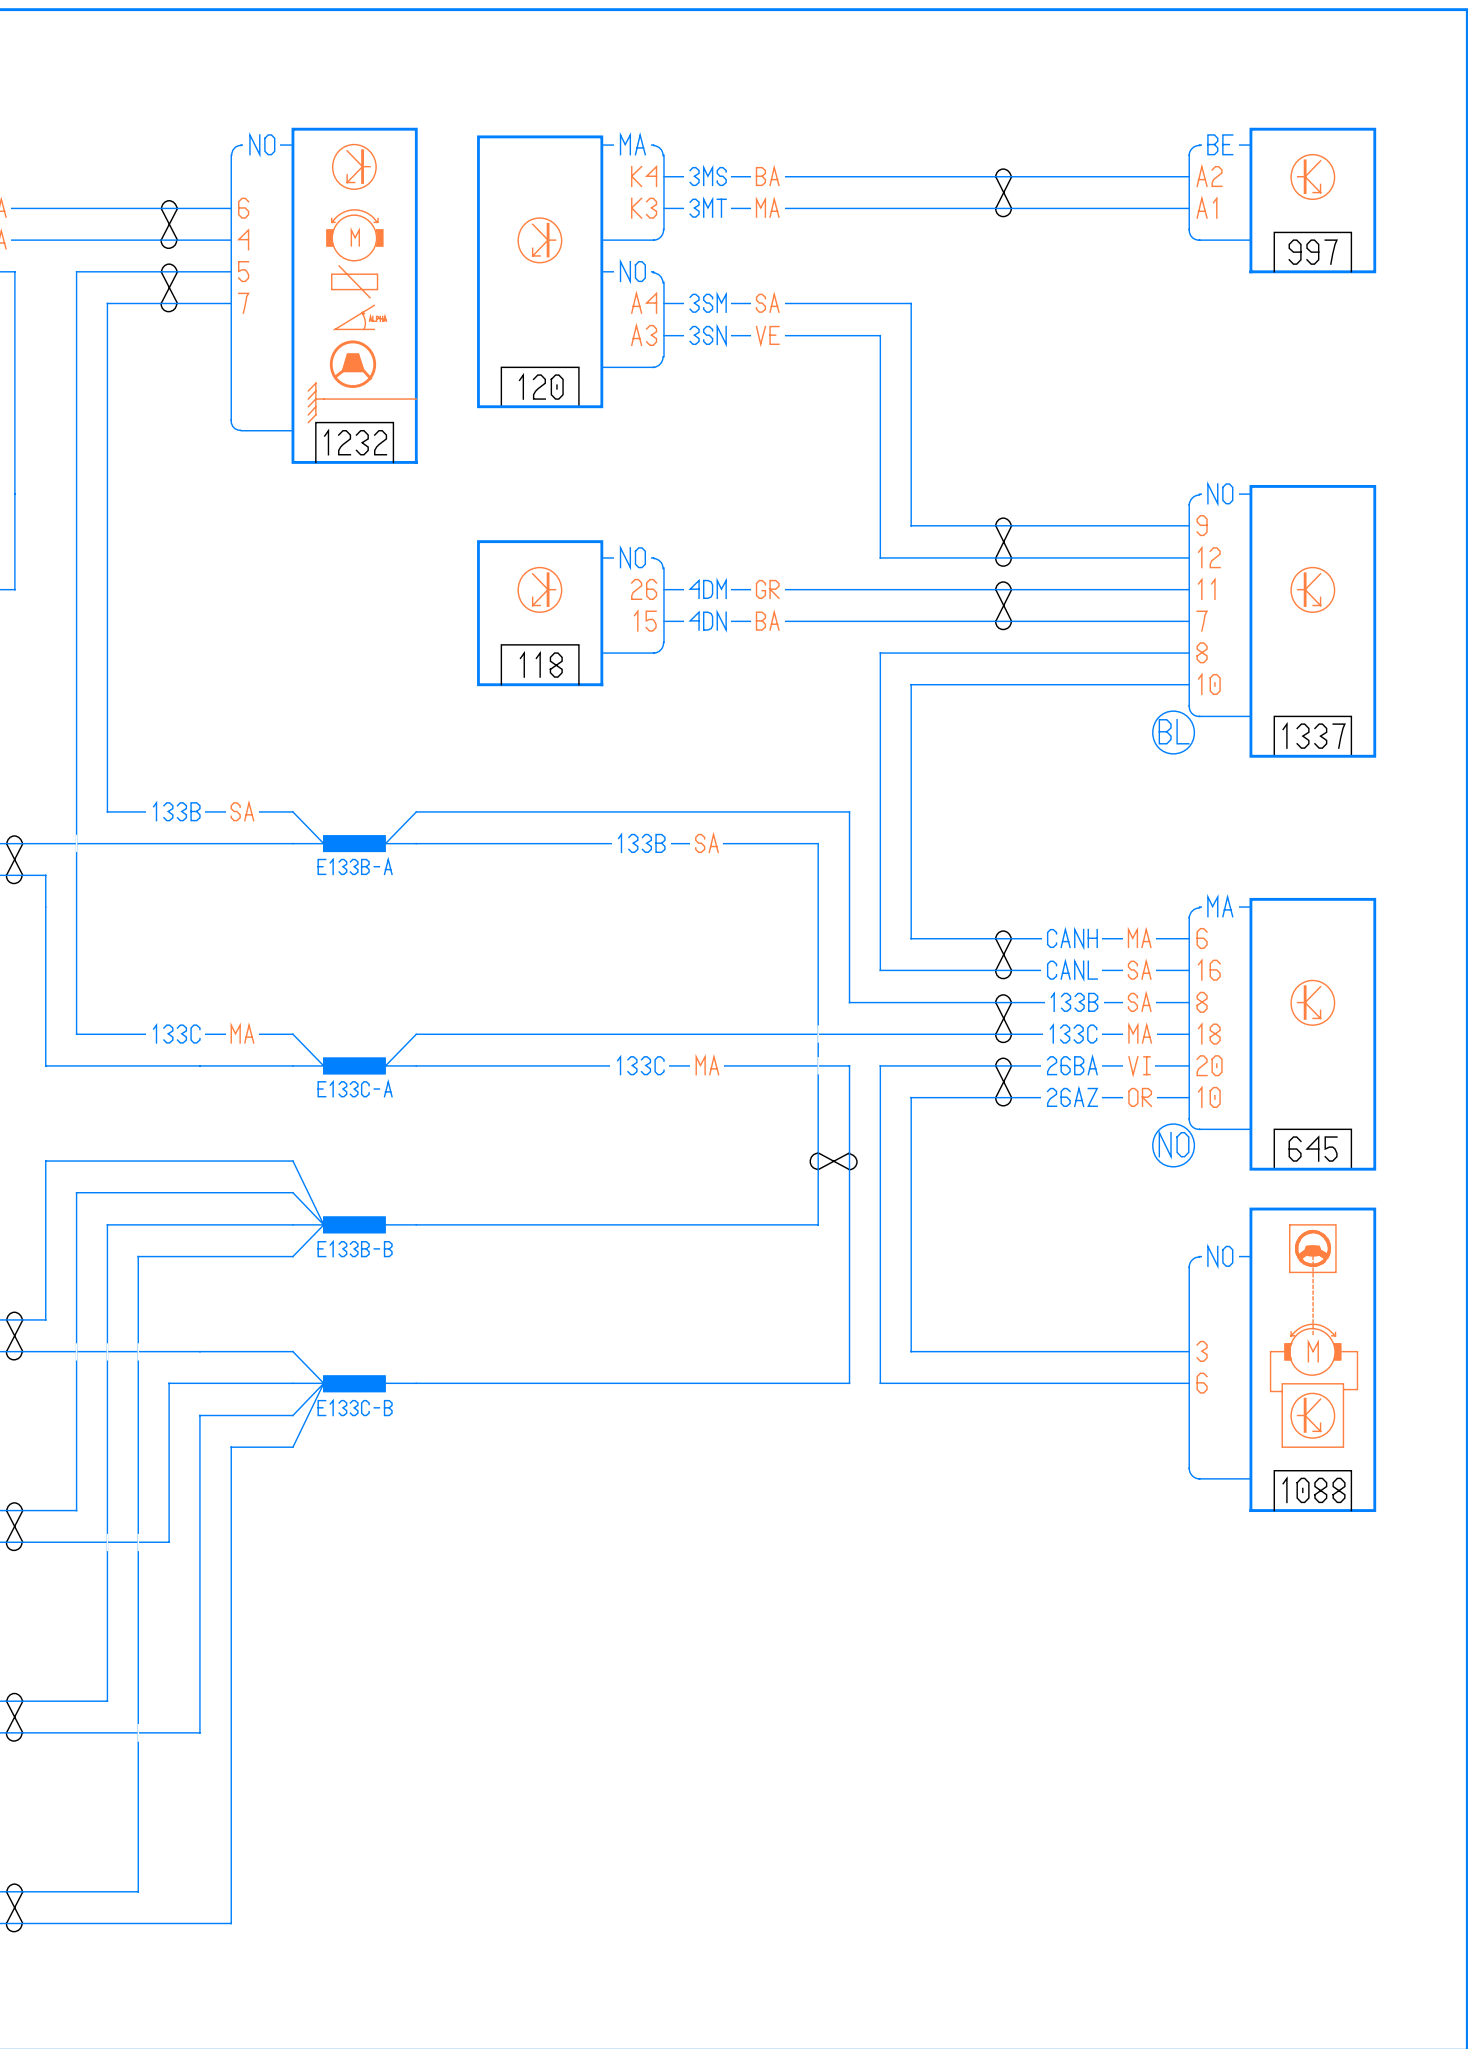 NO
6
4
5
7
M
ALPHA
1232
MA
K4 3MS BA
K3 3MT MA
NO
A4 3SM SA
A3 3SN VE
120
BE
A2
A1
997
NO
26 4DM GR
15 4DN BA
118
NO
9
12
11
7
8
10
BL
1337
133B SA
E133B-A
133B SA
133C MA
E133C-A
133C MA
MA
CANH MA 6
CANL SA 16
133B SA 8
133C MA 18
26BA VI 20
26AZ OR 10
NO
645
E133B-B
E133C-B
NO
3
6
M
1088